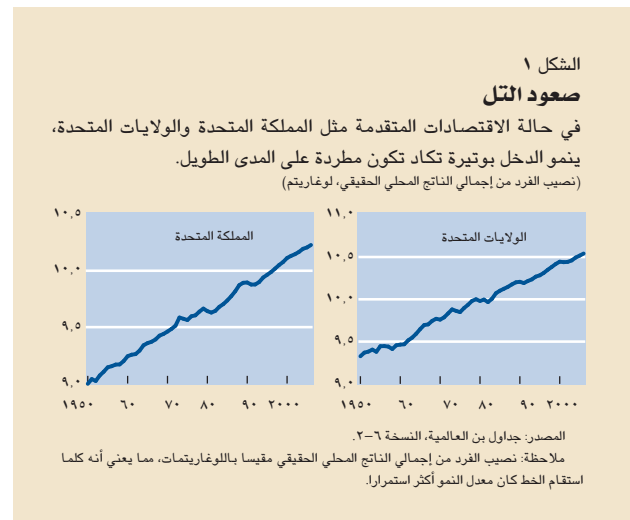 الشكل ١
صعود التل
في حالة الاقتصادات المتقدمة مثل المملكة المتحدة والولايات المتحدة،
ينمو الدخل بوتيرة تكاد تكون مطردة على المدى الطويل.
(نصيب الفرد من إجمالي الناتج المحلي الحقيقي، لوغاريتم)
الولايات المتحدة
١١,٠
١٠,٥
١٠,٠
٩,٥
٩,٠
١٩٥٠ ٦٠ ٧٠ ٨٠ ٩٠ ٢٠٠٠
المملكة المتحدة
١٠,٥
١٠,٠
٩,٥
٩,٠
١٩٥٠ ٦٠ ٧٠ ٨٠ ٩٠ ٢٠٠٠
المصدر: جداول بن العالمية، النسخة ٦–٢.
ملاحظة: نصيب الفرد من إجمالي الناتج المحلي الحقيقي مقيسا باللوغاريتمات، مما يعني أنه كلما
استقام الخط كان معدل النمو أكثر استمرارا.